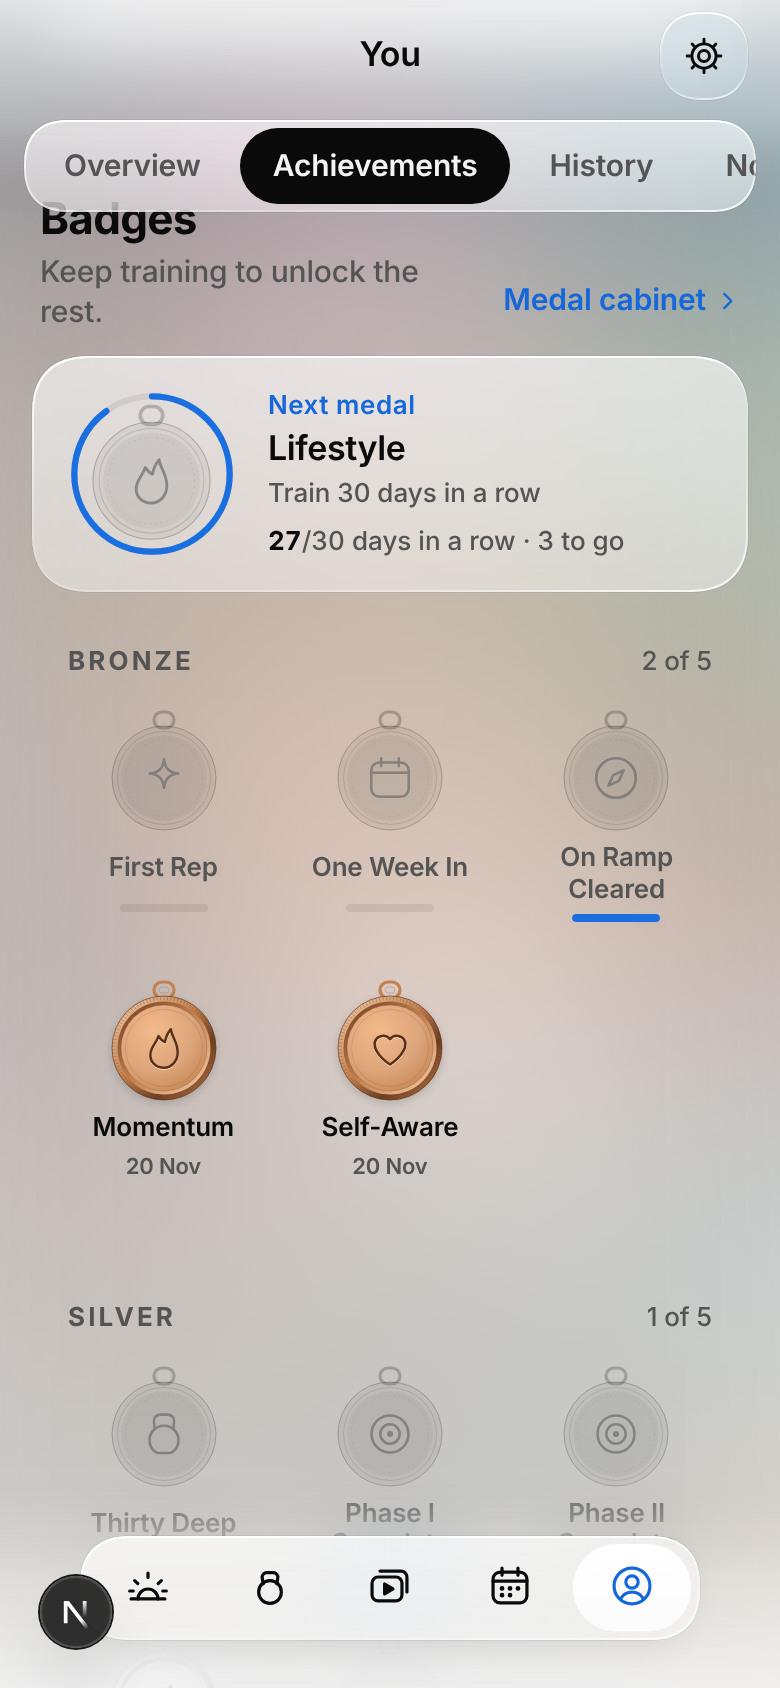 You
Overview
Achievements
History
Badges
Keep training to unlock the
rest.
Medal cabinet
Next medal
Lifestyle
Train 30 days in a row
27/30 days in a row · 3 to go
BRONZE
2 of 5
First Rep
One Week In
On Ramp
Cleared
Momentum
20 Nov
Self-Aware
20 Nov
SILVER
1 of 5
Thirty Deep
Phase I
Phase II
N